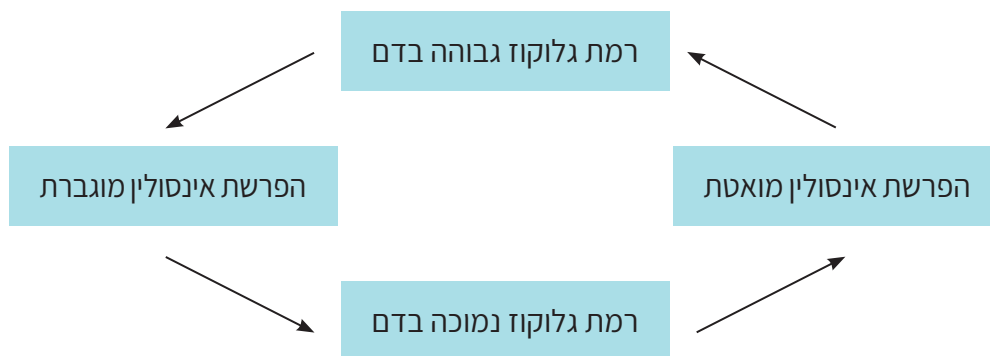 רמת גלוקוז גבוהה בדם
הפרשת אינסולין מואטת
הפרשת אינסולין מוגברת
רמת גלוקוז נמוכה בדם